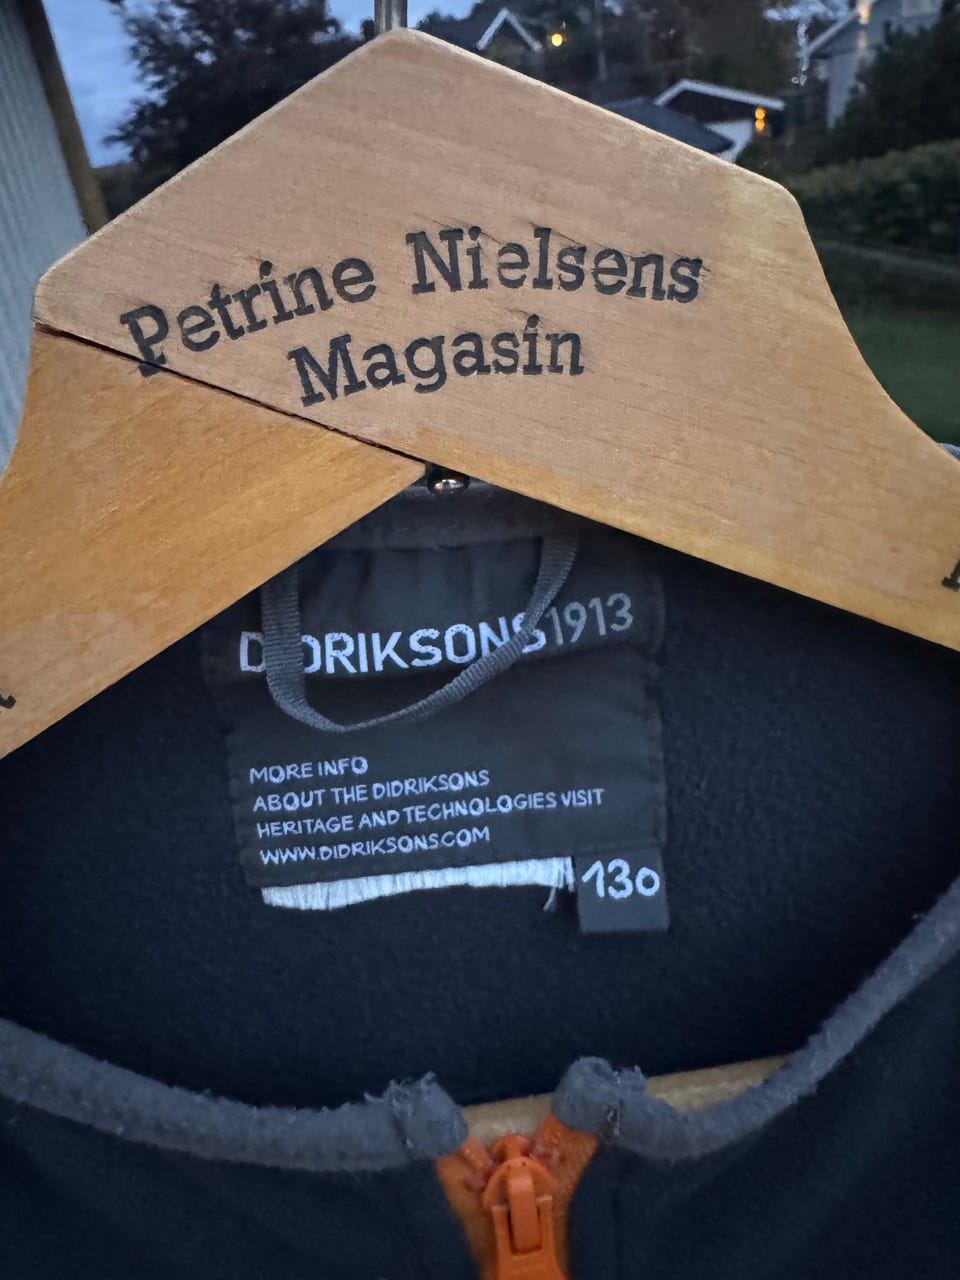 Petrine Nielsens
Magasin
DIDRIKSONS1913
MORE INFO
ABOUT THE DIDRIKSONS
HERITAGE AND TECHNOLOGIES VISIT
WWW.DIDRIKSONS.COM
130